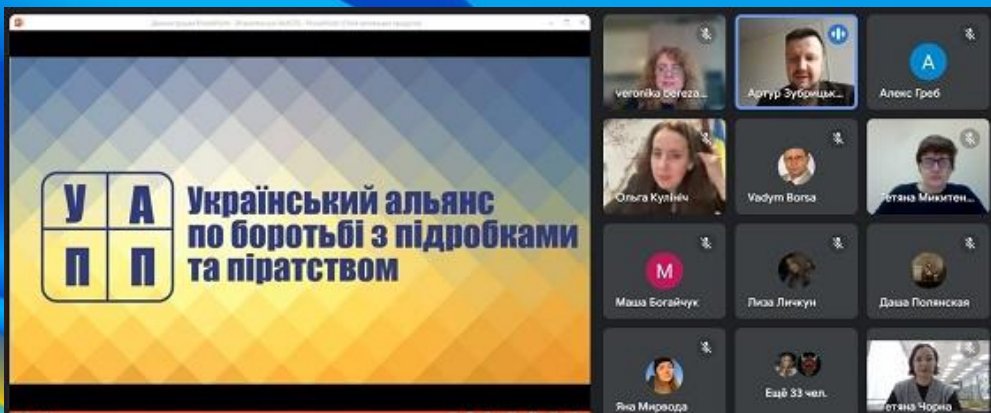 У А
П П
Український альянс
по боротьбі з підробками
та піратством
veronika bereza...
Артур Зубрицьк...
А
Алекс Греб
Ольга Кулініч
Vadym Borsa
Тетяна Микитен...
М
Маша Богайчук
Лиза Личкун
Даша Полянская
Яна Мирвода
Ещё 33 чел.
Тетяна Чорна